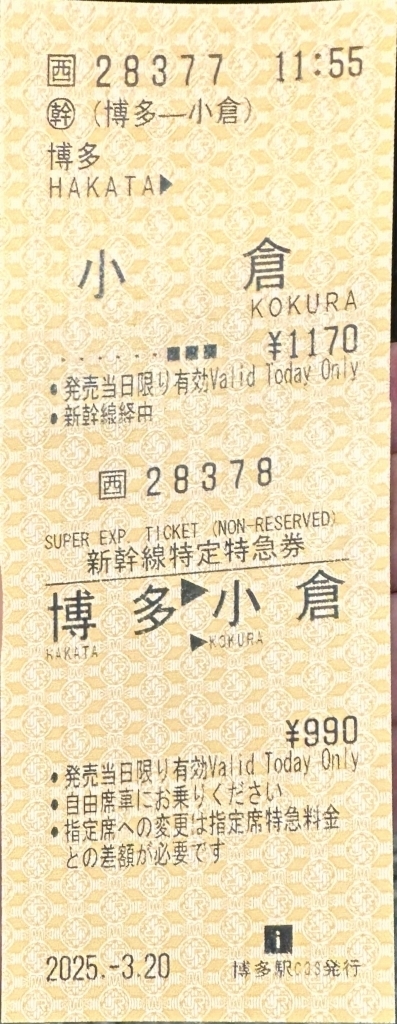 西 28377 11:55
幹 (博多―小倉)
博多
HAKATA▶
小倉
KOKURA
¥1170
・発売当日限り有効Valid Today Only
・新幹線経由
西 28378
SUPER EXP. TICKET (NON-RESERVED)
新幹線特定特急券
博多▶小倉
HAKATA ▶KOKURA
¥990
・発売当日限り有効Valid Today Only
・自由席車にお乗りください
・指定席への変更は指定席特急料金
との差額が必要です
i
2025.-3.20 博多駅C03発行